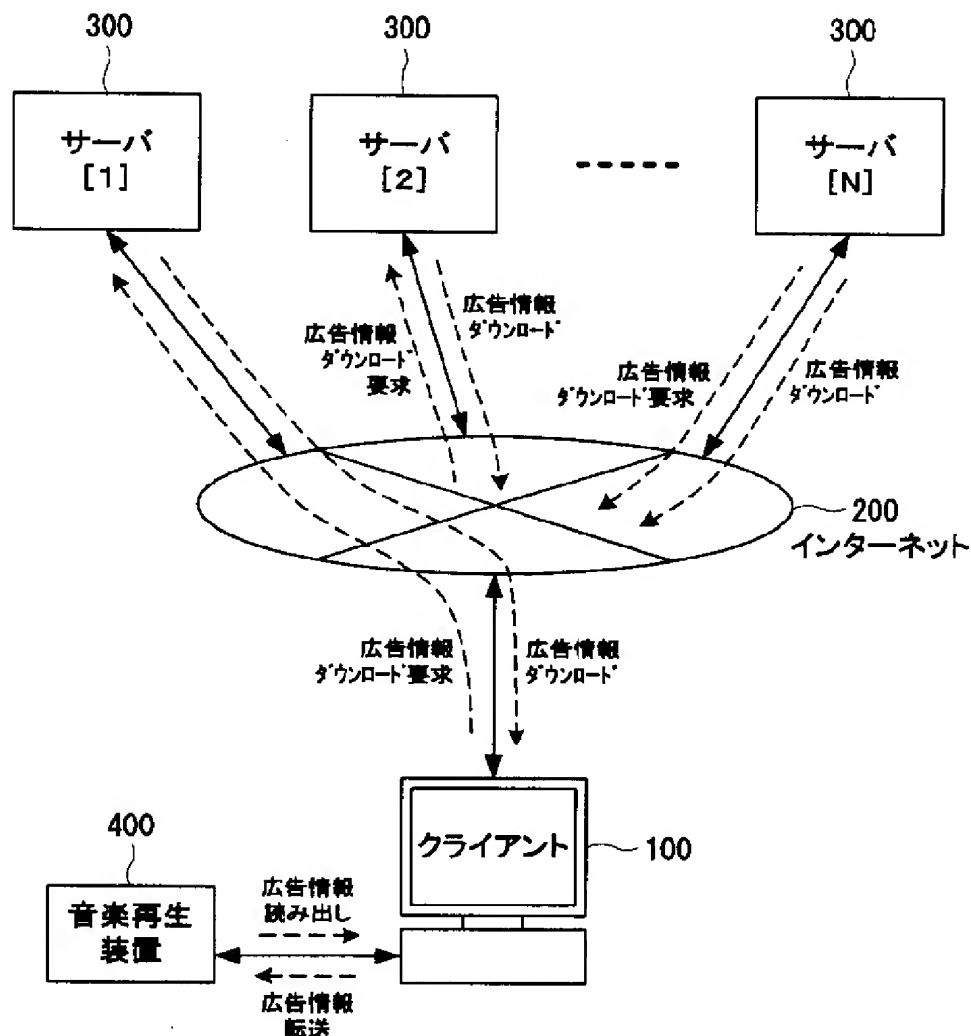 300
300
300
サーバ
[1]
サーバ
[2]
サーバ
[N]
広告情報
ﾀﾞｳﾝﾛｰﾄﾞ
要求
広告情報
ﾀﾞｳﾝﾛｰﾄﾞ
広告情報
ﾀﾞｳﾝﾛｰﾄﾞ要求
広告情報
ﾀﾞｳﾝﾛｰﾄﾞ
200
インターネット
広告情報
ﾀﾞｳﾝﾛｰﾄﾞ要求
広告情報
ﾀﾞｳﾝﾛｰﾄﾞ
クライアント
100
400
音楽再生
装置
広告情報
読み出し
広告情報
転送